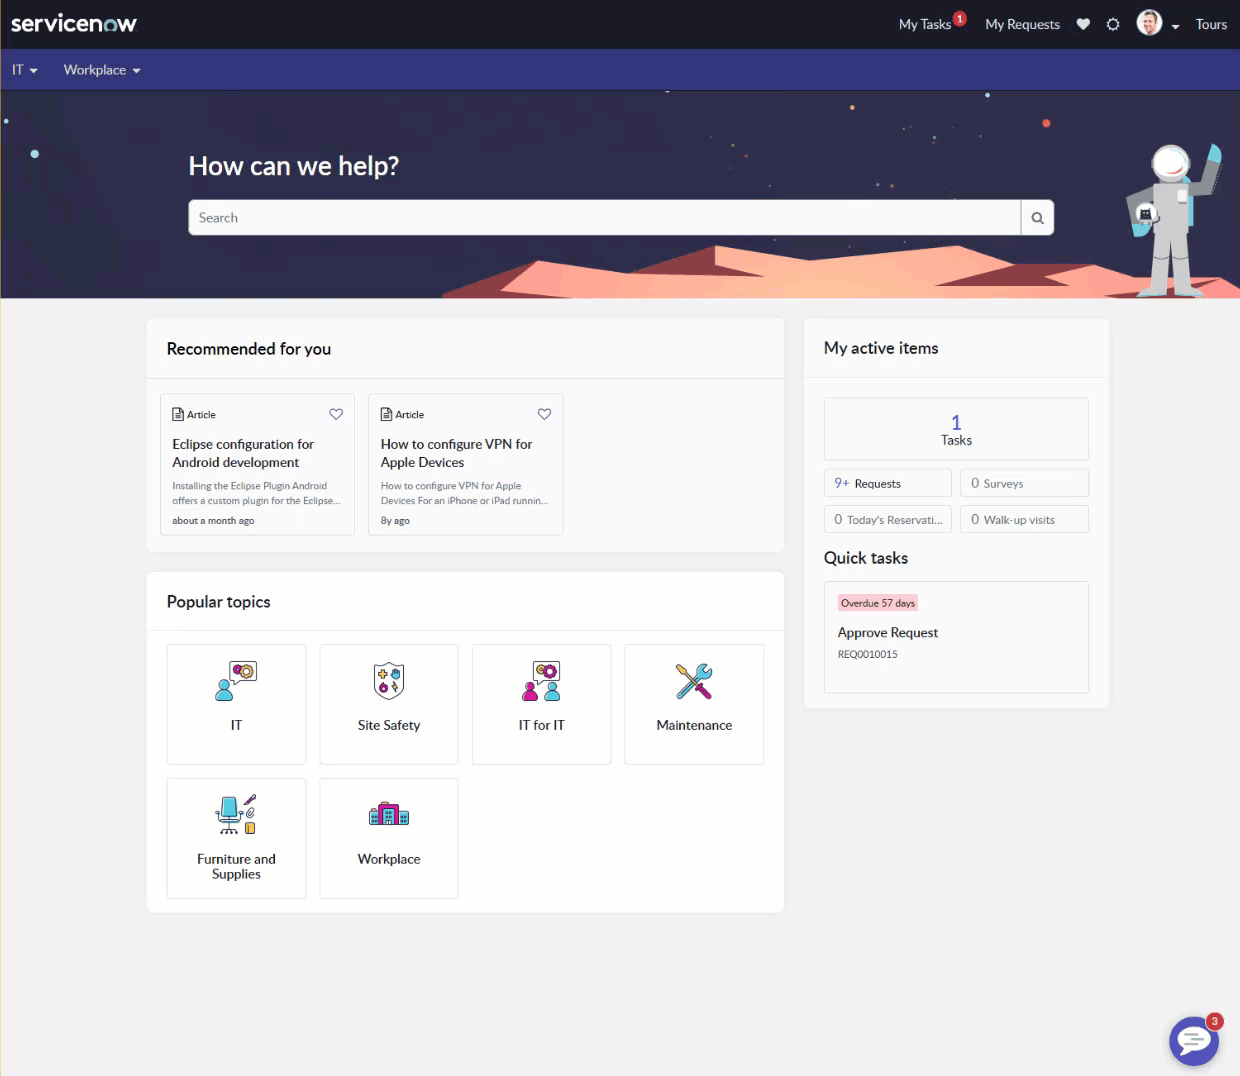 servicenow
My Tasks 1
My Requests
Tours
IT
Workplace
How can we help?
Search
Recommended for you
Article
Eclipse configuration for
Android development
Installing the Eclipse Plugin Android
offers a custom plugin for the Eclipse...
about a month ago
Article
How to configure VPN for
Apple Devices
How to configure VPN for Apple
Devices For an iPhone or iPad runnin...
8y ago
My active items
1
Tasks
9+ Requests
0 Surveys
0 Today's Reservati...
0 Walk-up visits
Quick tasks
Overdue 57 days
Approve Request
REQ0010015
Popular topics
IT
Site Safety
IT for IT
Maintenance
Furniture and
Supplies
Workplace
3